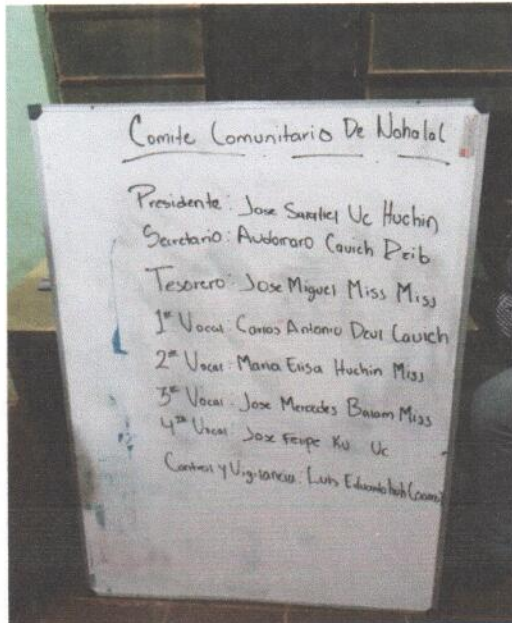 Comite Comunitario De Nohalal
Presidente: Jose Uc Huchin
Secretario: Audomaro Cauich Dzib
Tesorero: Jose Miguel Miss Miss
1er Vocal: Carlos Antonio Dzul Cauich
2do Vocal: Maria Elisa Huchin Miss
3er Vocal: Jose Mercedes Balam Miss
4to Vocal: Jose Felipe Ku Uc
Control y Vigilancia: Luis Eduardo